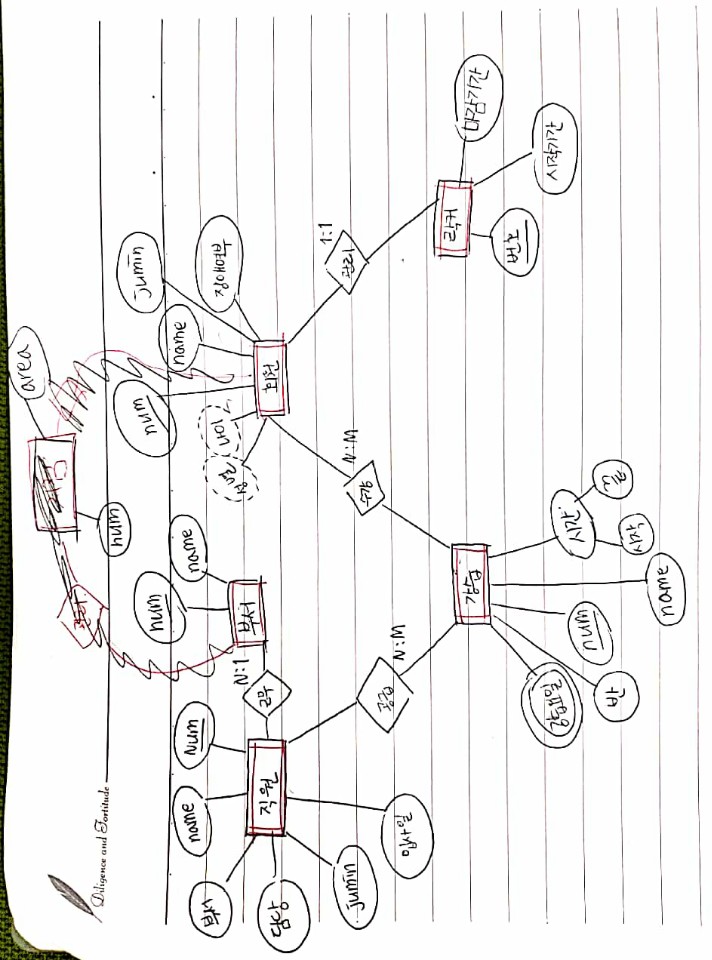 area
num
Diligence and Fortitude
num
name
num
jumin
name
장애여부
나이
성별
부서
name
Num
직원
N:1
근무
부서
회원
담당
jumin
입사일
공급
N:M
수강
N:M
관리
1:1
강습
락커
마감기간
번호
시작기간
강습요일
반
num
name
시간
시작
끝